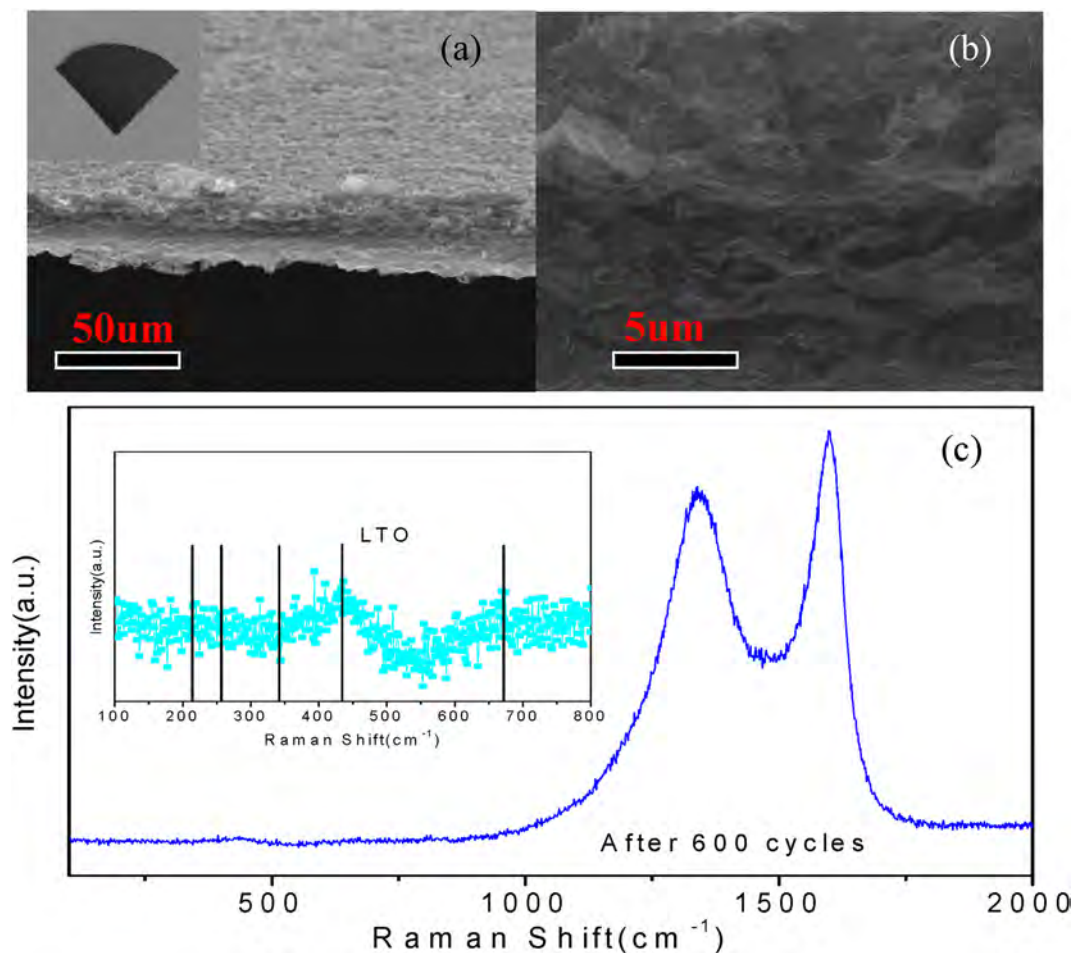 (a)
(b)
50um
5um
(c)
Intensity(a.u.)
LTO
Intensity(a.u.)
100 200 300 400 500 600 700 800
Raman Shift(cm⁻¹)
After 600 cycles
500 1000 1500 2000
Raman Shift(cm⁻¹)